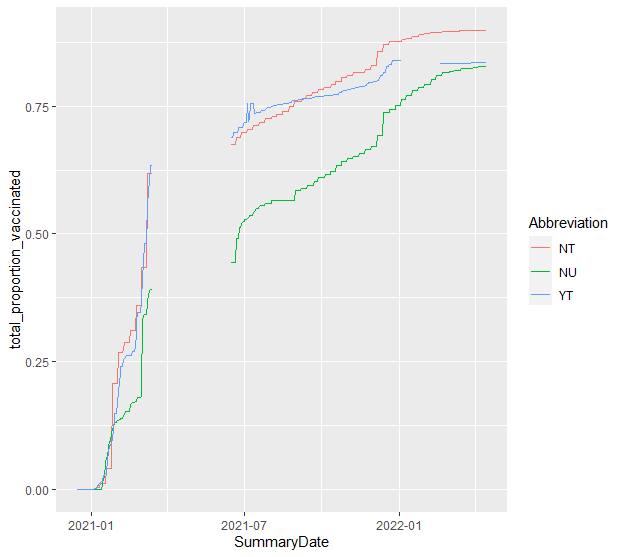 total_proportion_vaccinated
0.75
0.50
0.25
0.00
2021-01 2021-07 2022-01
SummaryDate
Abbreviation
NT
NU
YT